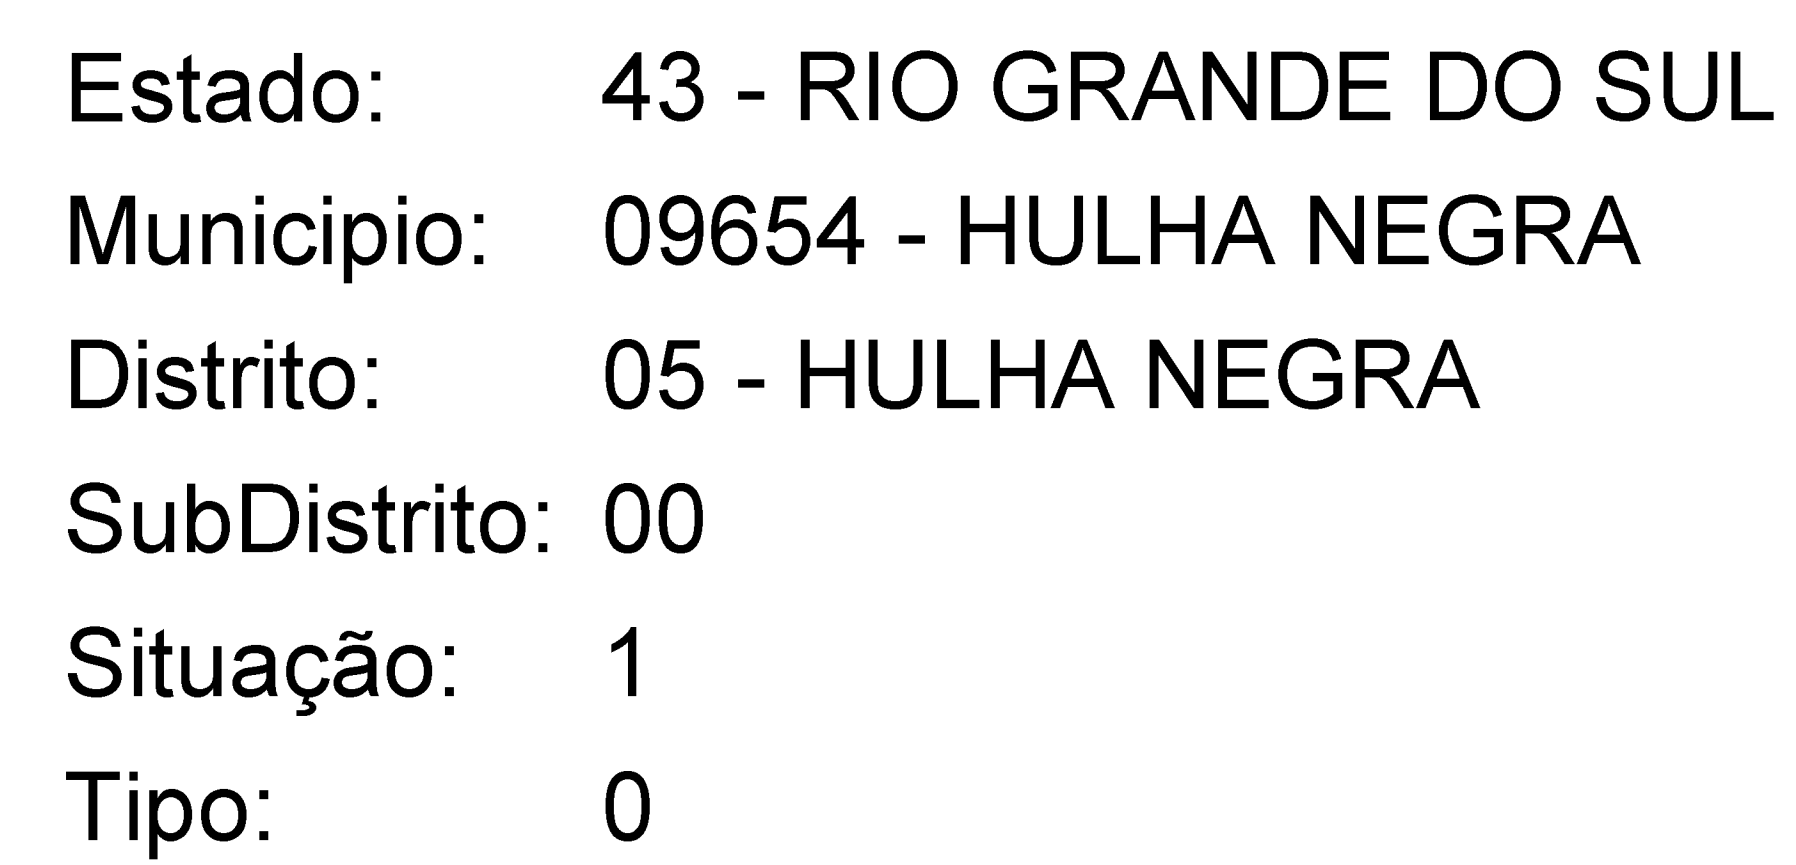 Estado: 43 - RIO GRANDE DO SUL
Municipio: 09654 - HULHA NEGRA
Distrito: 05 - HULHA NEGRA
SubDistrito: 00
Situação: 1
Tipo: 0